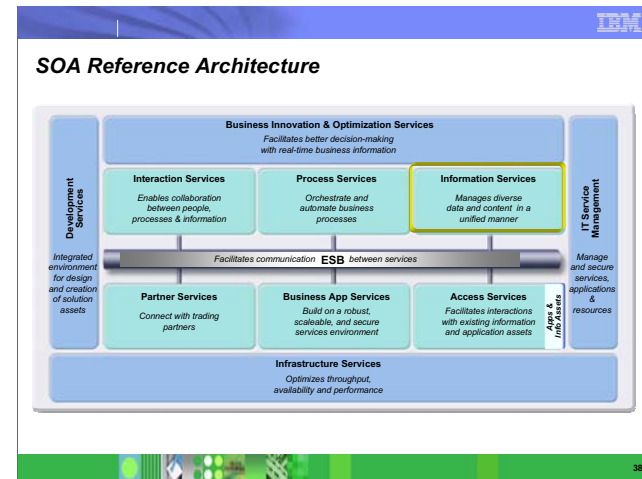 IBM
SOA Reference Architecture
Business Innovation & Optimization Services
Facilitates better decision-making
with real-time business information
Development
Services
Integrated
environment
for design
and creation
of solution
assets
Interaction Services
Enables collaboration
between people,
processes & information
Process Services
Orchestrate and
automate business
processes
Information Services
Manages diverse
data and content in a
unified manner
IT Service
Management
Manage
and secure
services,
applications
&
resources
Facilitates communication ESB between services
Partner Services
Connect with trading
partners
Business App Services
Build on a robust,
scaleable, and secure
services environment
Access Services
Facilitates interactions
with existing information
and application assets
Apps &
Info Assets
Infrastructure Services
Optimizes throughput,
availability and performance
38